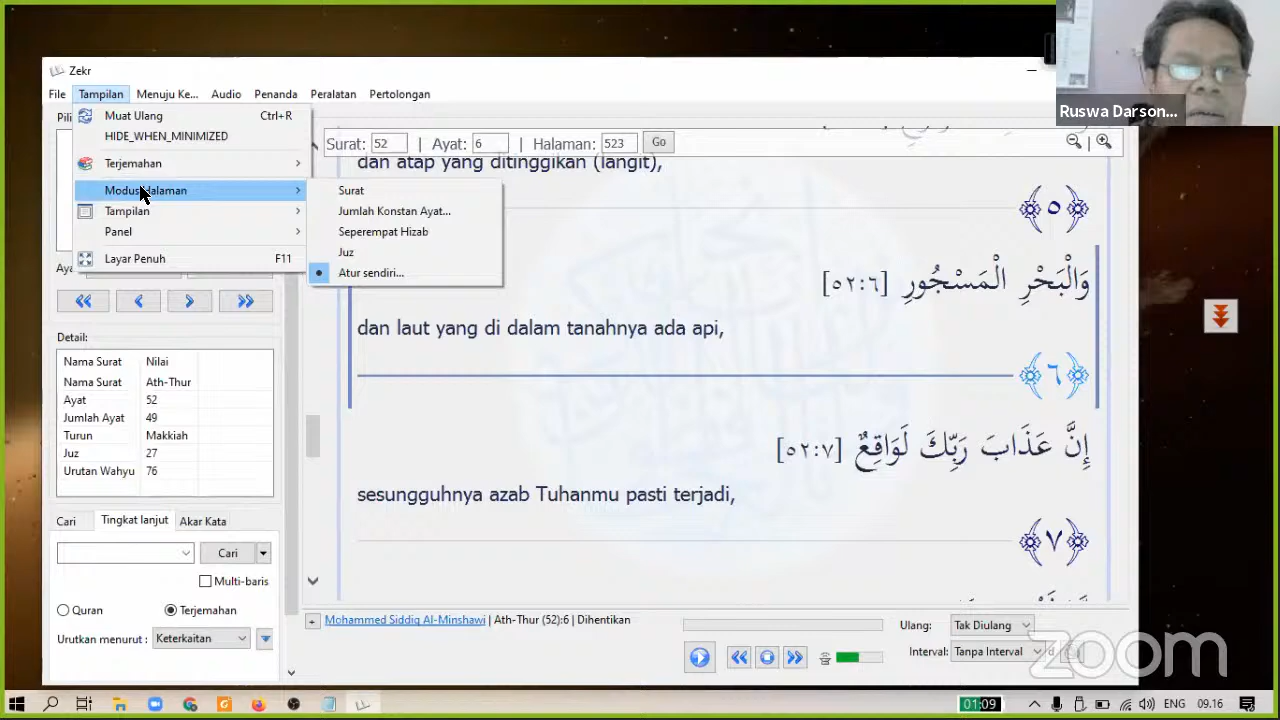 Ruswa Darson...
Zekr
File Tampilan Menuju Ke... Audio Penanda Peralatan Pertolongan
Muat Ulang Ctrl+R
HIDE_WHEN_MINIMIZED
Terjemahan
Modus Halaman
Tampilan
Panel
Layar Penuh F11
Surat
Jumlah Konstan Ayat...
Seperempat Hizab
Juz
Atur sendiri...
Surat: 52 | Ayat: 6 | Halaman: 523 Go
dan atap yang ditinggikan (langit),
﴿٥﴾
وَالْبَحْرِ الْمَسْجُورِ [٥٢:٦]
dan laut yang di dalam tanahnya ada api,
﴿٦﴾
إِنَّ عَذَابَ رَبِّكَ لَوَاقِعٌ [٥٢:٧]
sesungguhnya azab Tuhanmu pasti terjadi,
﴿٧﴾
Detail:
Nama Surat Nilai
Nama Surat Ath-Thur
Ayat 52
Jumlah Ayat 49
Turun Makkiah
Juz 27
Urutan Wahyu 76
Cari Tingkat lanjut Akar Kata
Cari
Multi-baris
Quran Terjemahan
Urutkan menurut : Keterkaitan
Mohammed Siddiq Al-Minshawi | Ath-Thur (52):6 | Dihentikan
Ulang: Tak Diulang
Interval: Tanpa Interval
zoom
01:09 ENG 09.16